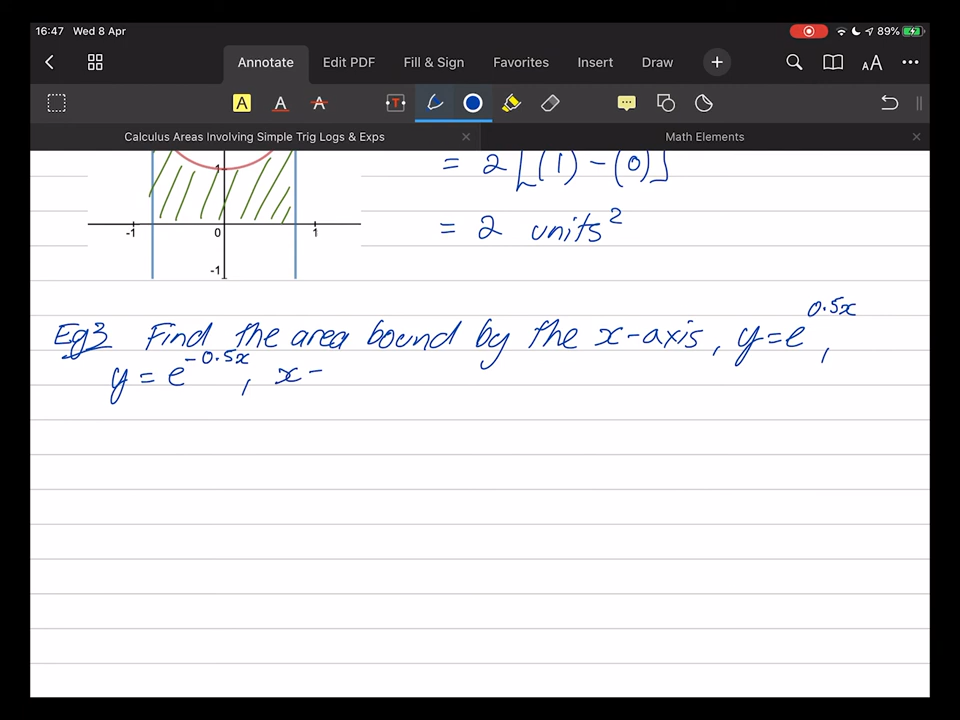 16:47 Wed 8 Apr 89%
Annotate Edit PDF Fill & Sign Favorites Insert Draw
A A T AA
Calculus Areas Involving Simple Trig Logs & Exps Math Elements
= 2 [(1) - (0)]
1
= 2 units²
-1 0 1
-1
Eg3 Find the area bound by the x-axis, y=e^0.5x,
y = e^-0.5x, x -